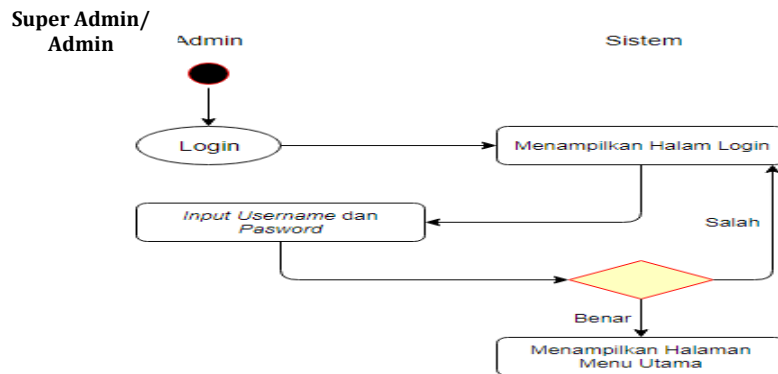 Super Admin/
Admin
Admin
Sistem
Login
Menampilkan Halam Login
Input Username dan
Pasword
Salah
Benar
Menampilkan Halaman
Menu Utama